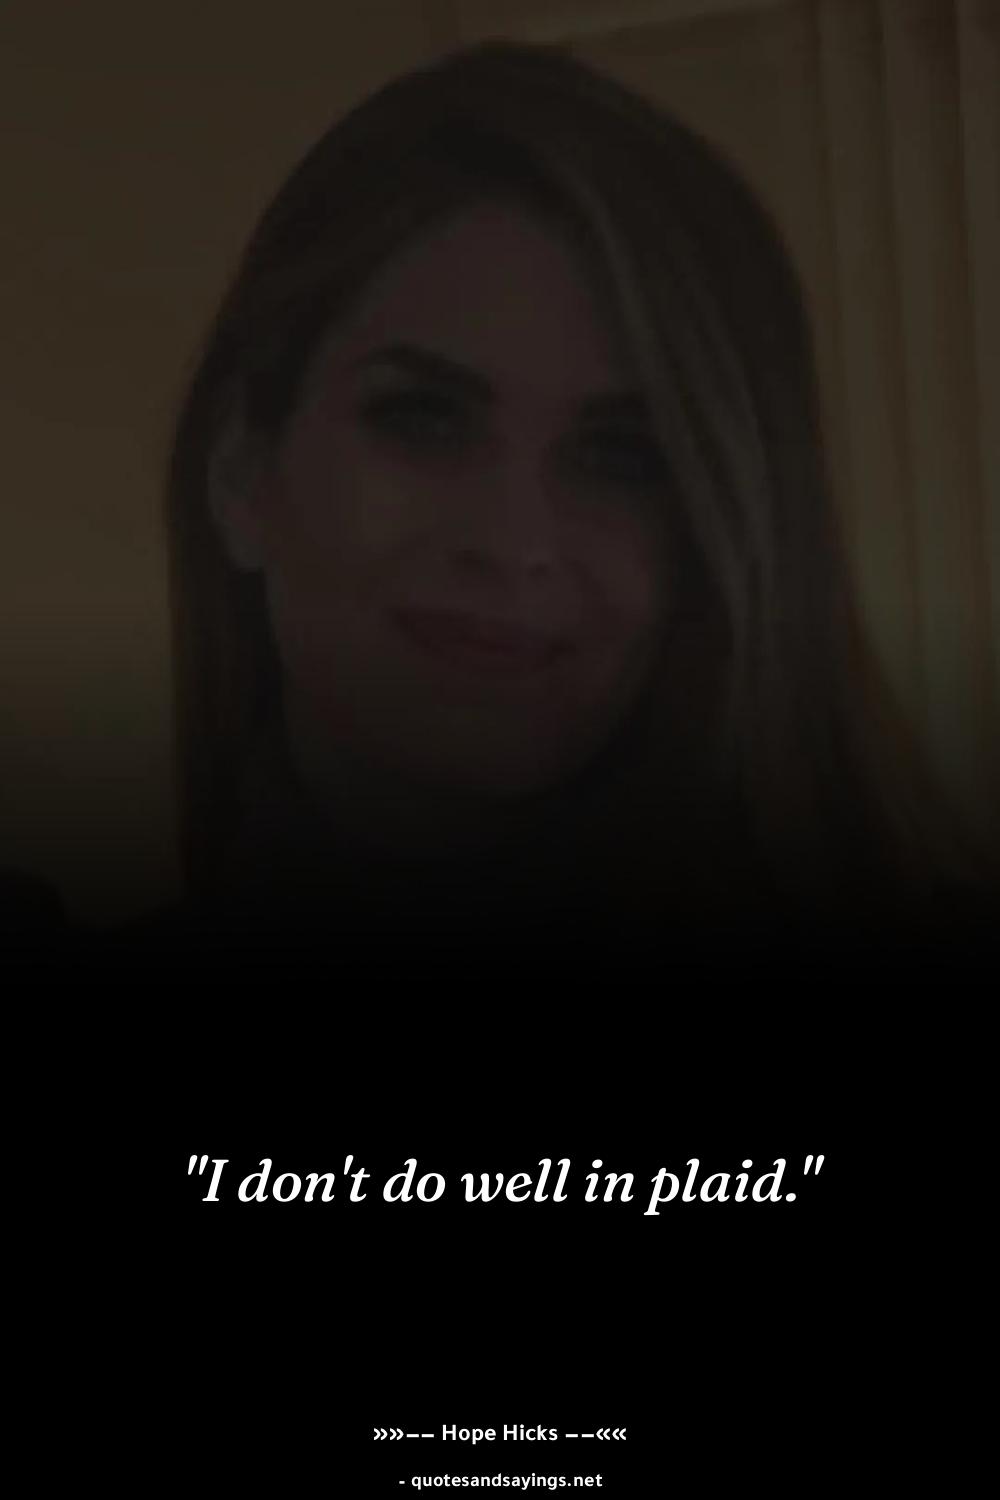 "I don't do well in plaid."
»»–– Hope Hicks ––««
- quotesandsayings.net